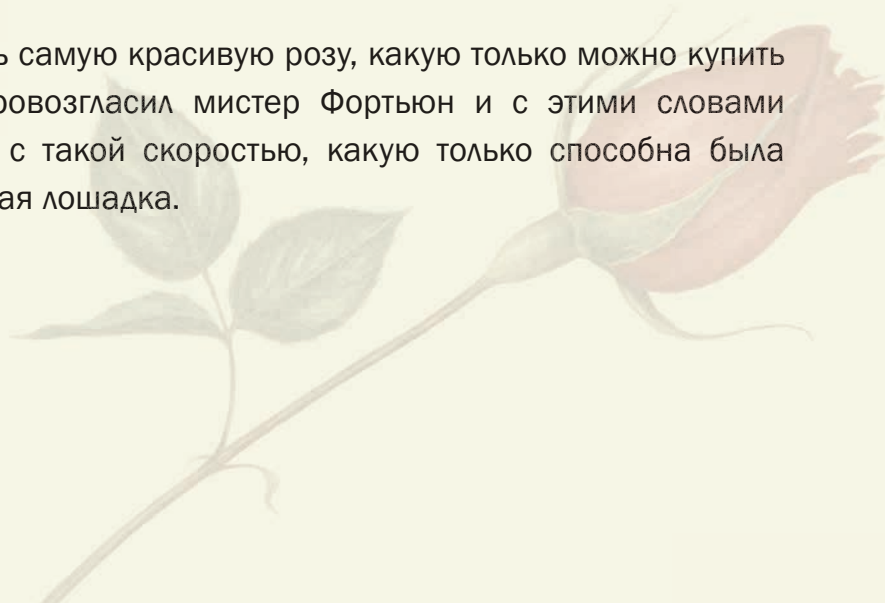 ь самую красивую розу, какую только можно купить
ровозгласил мистер Фортьюн и с этими словами
с такой скоростью, какую только способна была
ая лошадка.